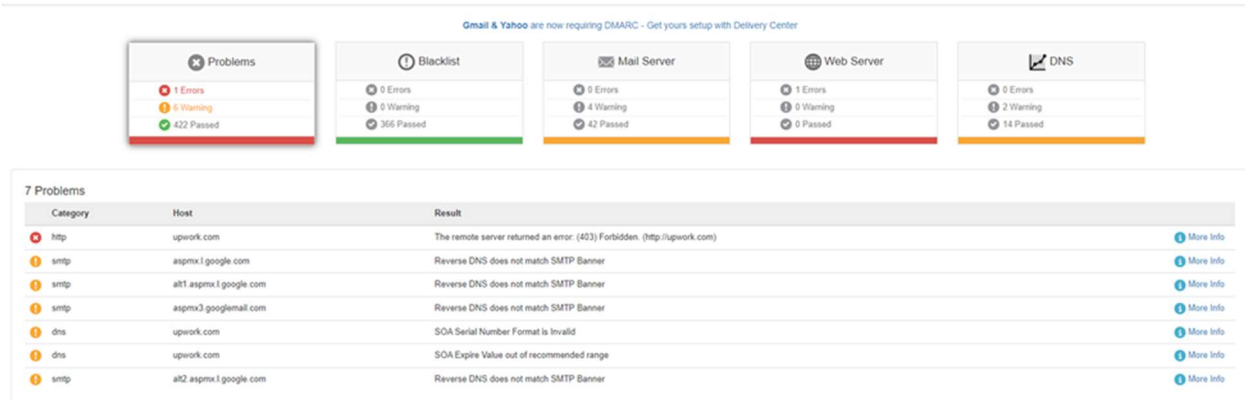 Gmail & Yahoo are now requiring DMARC - Get yours setup with Delivery Center
Problems
1 Errors
6 Warning
422 Passed
Blacklist
0 Errors
0 Warning
366 Passed
Mail Server
0 Errors
4 Warning
42 Passed
Web Server
1 Errors
0 Warning
0 Passed
DNS
0 Errors
2 Warning
14 Passed
7 Problems
Category Host Result
http upwork.com The remote server returned an error: (403) Forbidden. (http://upwork.com) More Info
smtp aspmx.l.google.com Reverse DNS does not match SMTP Banner More Info
smtp alt1.aspmx.l.google.com Reverse DNS does not match SMTP Banner More Info
smtp aspmx3.googlemail.com Reverse DNS does not match SMTP Banner More Info
dns upwork.com SOA Serial Number Format is Invalid More Info
dns upwork.com SOA Expire Value out of recommended range More Info
smtp alt2.aspmx.l.google.com Reverse DNS does not match SMTP Banner More Info